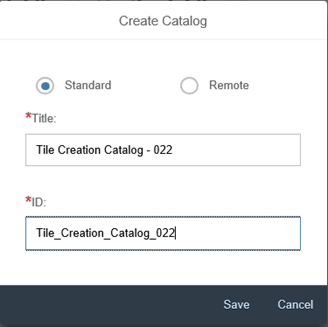 Create Catalog
Standard Remote
*Title:
Tile Creation Catalog - 022
*ID:
Tile_Creation_Catalog_022
Save Cancel